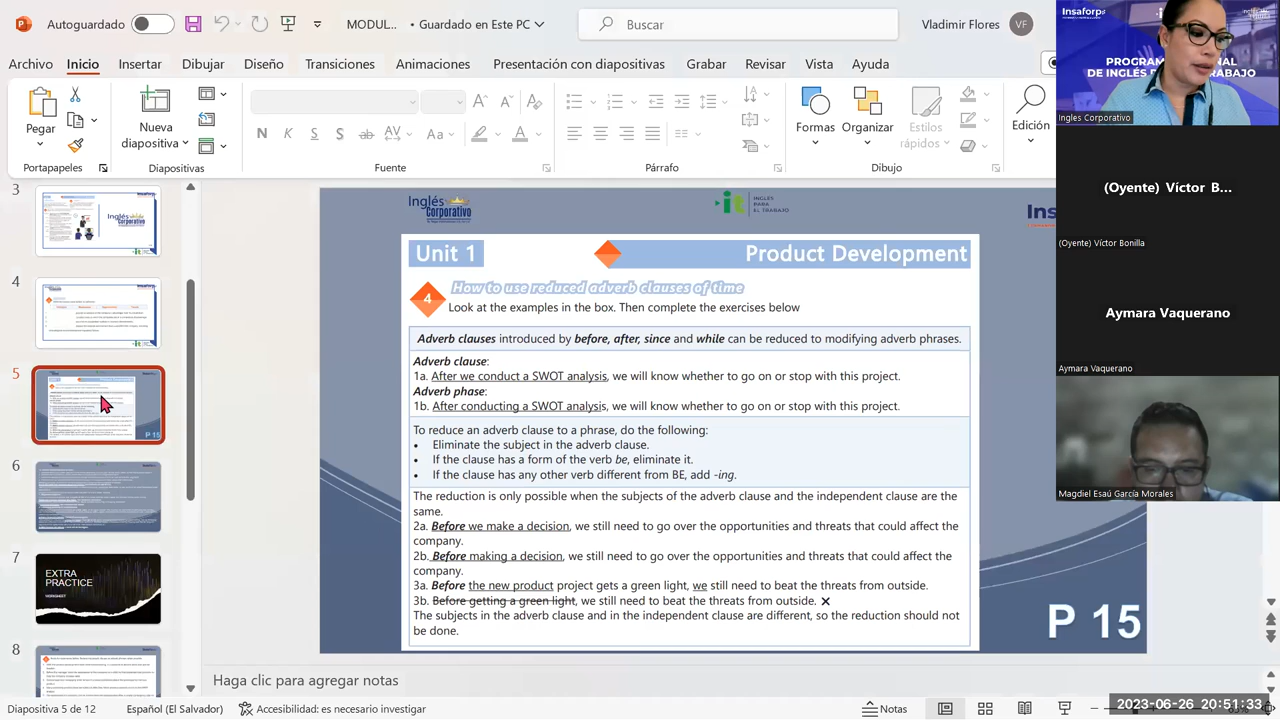 Autoguardado
• Guardado en Este PC
Buscar
Vladimir Flores
VF
Archivo Inicio Insertar Dibujar Diseño Transiciones Animaciones Presentación con diapositivas Grabar Revisar Vista Ayuda
Pegar
Nueva diapositiva
Formas
Organizar
Estilos rápidos
Edición
Portapapeles
Diapositivas
Fuente
Párrafo
Dibujo
3
4
5
P 15
6
7
EXTRA
PRACTICE
8
Inglés Corporativo
it INGLÉS PARA EL TRABAJO
Unit 1
Product Development
4
How to use reduced adverb clauses of time
Look at the
in the box. Then complete the exercises below
Adverb clauses introduced by before, after, since and while can be reduced to modifying adverb phrases.
Adverb clause:
1a. After we conduct a SWOT analysis, we will know whether to go on or stop with this project.
Adverb phase:
1b. After conducting a SWOT analysis, we will know whether to go on or stop with this project.
To reduce an adverb clause to a phrase, do the following:
• Eliminate the subject in the adverb clause.
• If the clause has a form of the verb be, eliminate it.
• If the clause has another verb different from BE, add -ing.
The reduction is only possible when the subjects of the adverb clause and the independent clause are the
same.
2a. Before we make a decision, we still need to go over the opportunities and threats that could affect the
company.
2b. Before making a decision, we still need to go over the opportunities and threats that could affect the
company.
3a. Before the new product project gets a green light, we still need to beat the threats from outside.
3b Before getting a green light, we still need to beat the threats from outside. ×
The subjects in the adverb clause and in the independent clause are different, so the reduction should not
be done.
P 15
Haga clic para agregar notas
Diapositiva 5 de 12
Español (El Salvador)
Accesibilidad: es necesario investigar
Notas
2023-06-26 20:51:33
Insaforp
Ingles Corporativo
(Oyente) Víctor B...
(Oyente) Víctor Bonilla
Aymara Vaquerano
Aymara Vaquerano
Magdiel Esaú García Morales